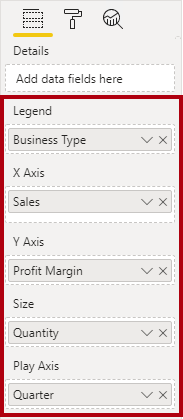 Details
Add data fields here
Legend
Business Type
X Axis
Sales
Y Axis
Profit Margin
Size
Quantity
Play Axis
Quarter